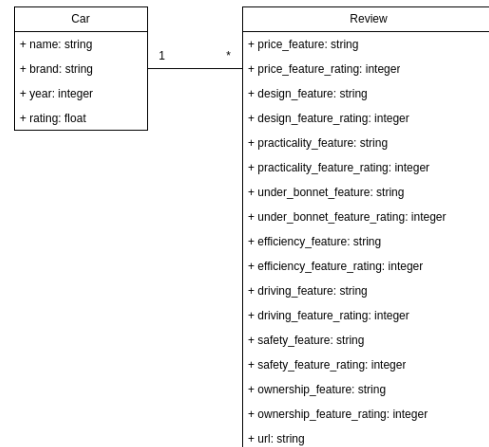 Car
+ name: string
+ brand: string
+ year: integer
+ rating: float
1
*
Review
+ price_feature: string
+ price_feature_rating: integer
+ design_feature: string
+ design_feature_rating: integer
+ practicality_feature: string
+ practicality_feature_rating: integer
+ under_bonnet_feature: string
+ under_bonnet_feature_rating: integer
+ efficiency_feature: string
+ efficiency_feature_rating: integer
+ driving_feature: string
+ driving_feature_rating: integer
+ safety_feature: string
+ safety_feature_rating: integer
+ ownership_feature: string
+ ownership_feature_rating: integer
+ url: string